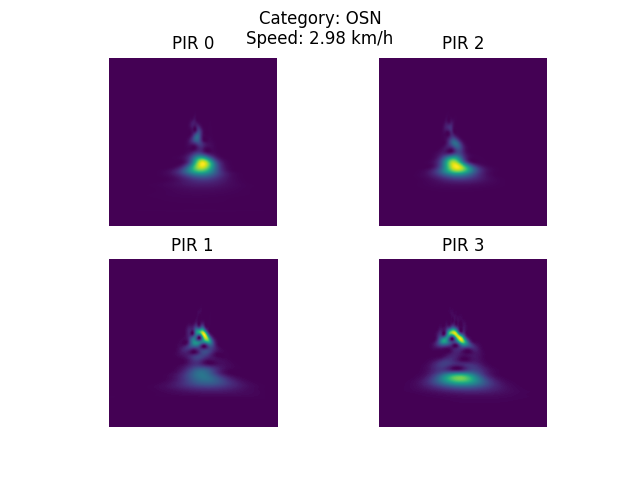 Category: OSN
Speed: 2.98 km/h
PIR 0
PIR 2
PIR 1
PIR 3